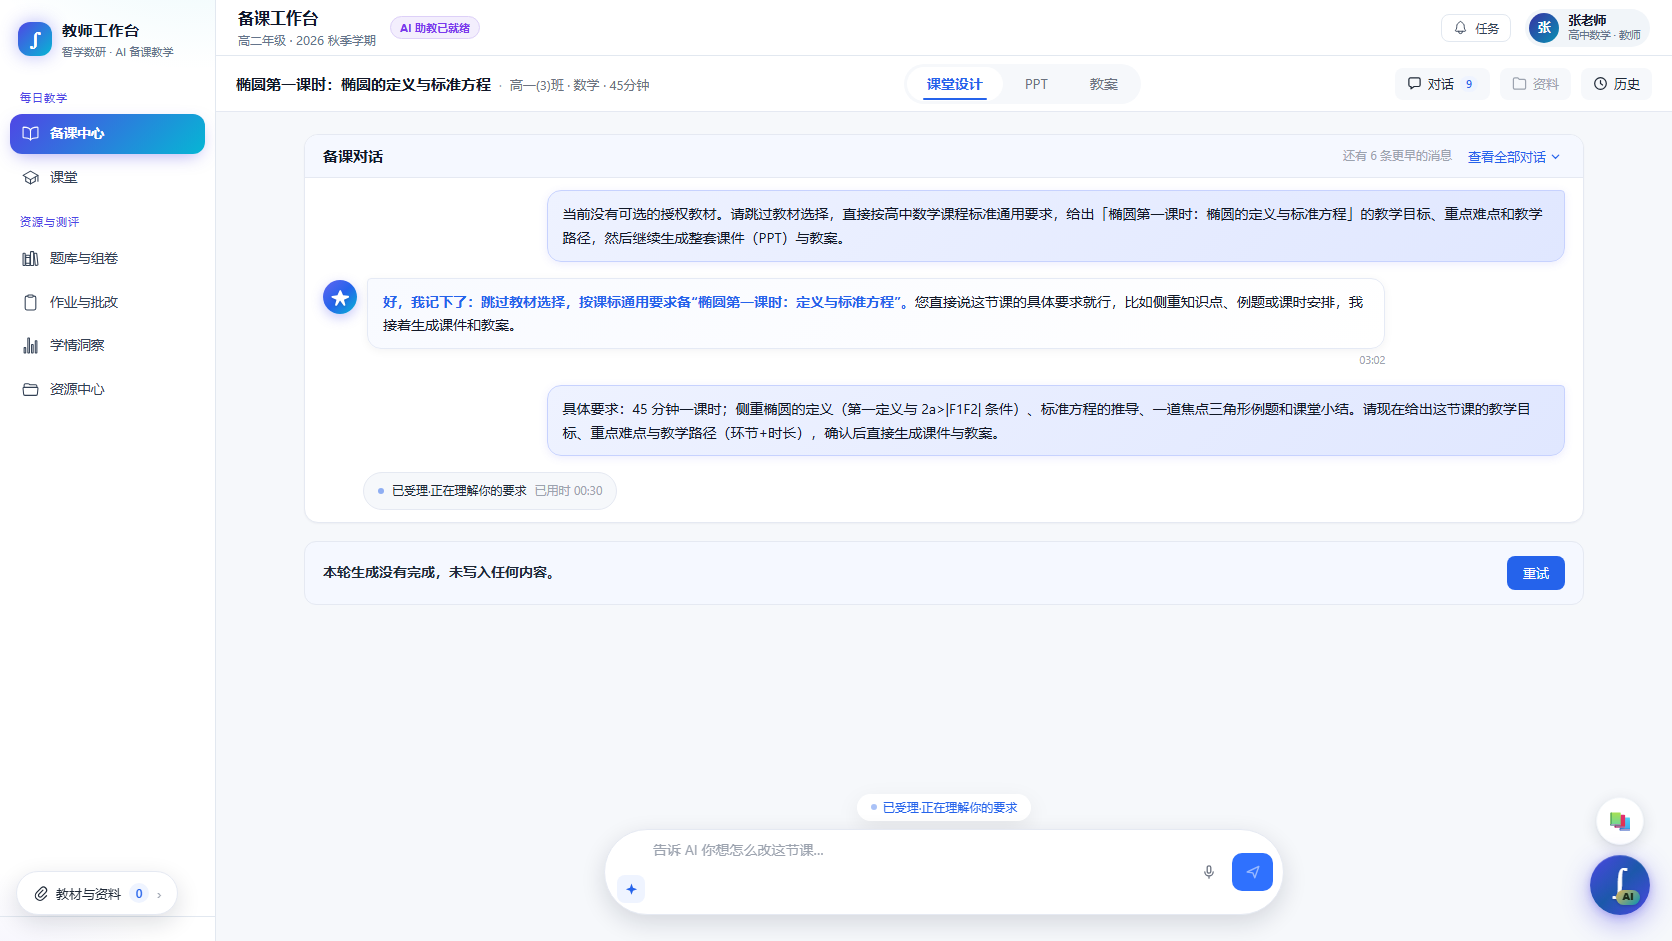 教师工作台
智学数研 · AI 备课教学
每日教学
备课中心
课堂
资源与测评
题库与组卷
作业与批改
学情洞察
资源中心
教材与资料 0 ›
备课工作台
高二年级 · 2026 秋季学期
AI 助教已就绪
任务
张
张老师
高中数学 · 教师
椭圆第一课时：椭圆的定义与标准方程 · 高一(3)班 · 数学 · 45分钟
课堂设计
PPT
教案
对话 9
资料
历史
备课对话
还有 6 条更早的消息
查看全部对话
当前没有可选的授权教材。请跳过教材选择，直接按高中数学课程标准通用要求，给出「椭圆第一课时：椭圆的定义与标准方程」的教学目标、重点难点和教学
路径，然后继续生成整套课件（PPT）与教案。
好，我记下了：跳过教材选择，按课标通用要求备“椭圆第一课时：定义与标准方程”。您直接说这节课的具体要求就行，比如侧重知识点、例题或课时安排，我
接着生成课件和教案。
03:02
具体要求：45 分钟一课时；侧重椭圆的定义（第一定义与 2a>|F1F2| 条件）、标准方程的推导、一道焦点三角形例题和课堂小结。请现在给出这节课的教学目
标、重点难点与教学路径（环节+时长），确认后直接生成课件与教案。
已受理·正在理解你的要求 已用时 00:30
本轮生成没有完成，未写入任何内容。
重试
已受理·正在理解你的要求
告诉 AI 你想怎么改这节课...
AI